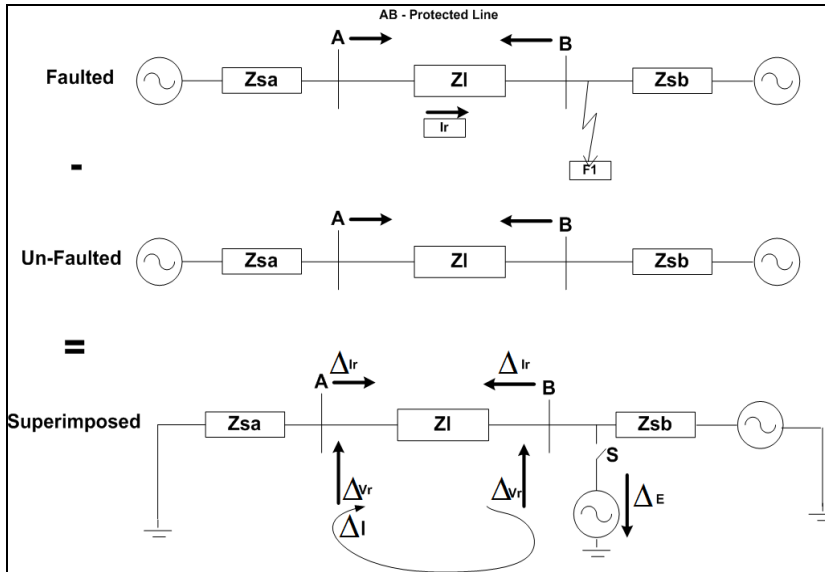 AB - Protected Line
A
B
Faulted
Zsa
Zl
Zsb
Ir
F1
-
A
B
Un-Faulted
Zsa
Zl
Zsb
=
ΔIr
ΔIr
A
B
Superimposed
Zsa
Zl
Zsb
S
ΔVr
ΔVr
ΔE
ΔI